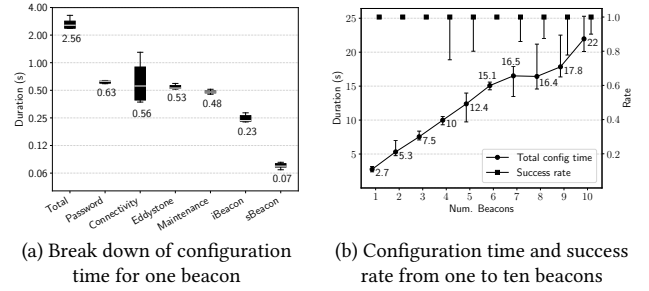 4.00
2.00
1.00
0.50
0.25
0.12
0.06
Duration (s)
2.56
0.63
0.56
0.53
0.48
0.23
0.07
Total
Password
Connectivity
Eddystone
Maintenance
iBeacon
sBeacon
(a) Break down of configuration
time for one beacon
25
20
15
10
5
Duration (s)
2.7
5.3
7.5
10
12.4
15.1
16.5
16.4
17.8
22
1.0
0.8
0.6
0.4
0.2
Rate
Total config time
Success rate
1 2 3 4 5 6 7 8 9 10
Num. Beacons
(b) Configuration time and success
rate from one to ten beacons